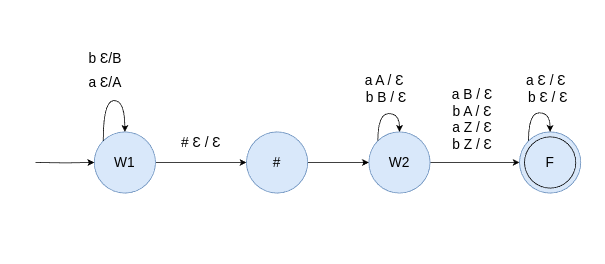 b Ɛ/B
a Ɛ/A
W1
# Ɛ / Ɛ
#
a A / Ɛ
b B / Ɛ
W2
a B / Ɛ
b A / Ɛ
a Z / Ɛ
b Z / Ɛ
a Ɛ / Ɛ
b Ɛ / Ɛ
F